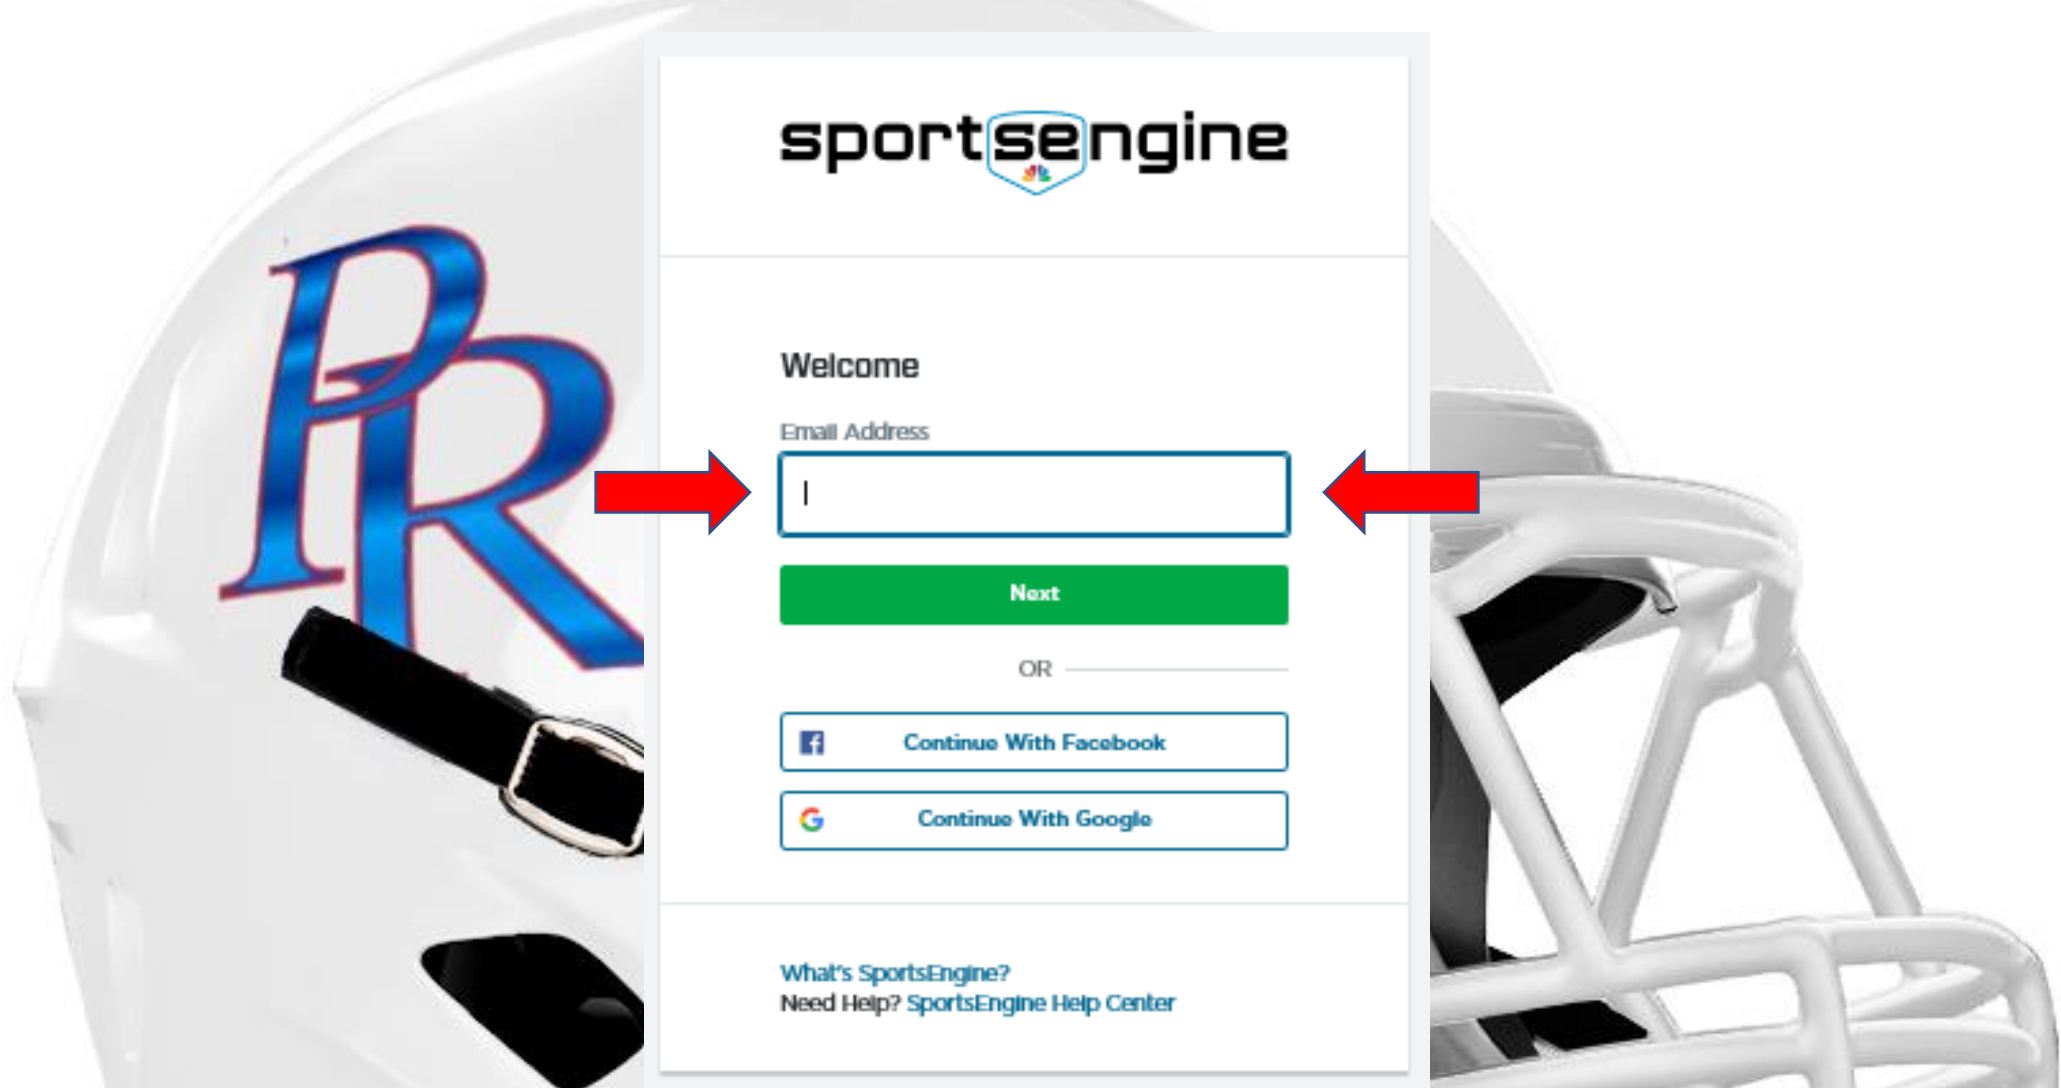 PR
sportsengine
Welcome
Email Address
Next
OR
Continue With Facebook
Continue With Google
What's SportsEngine?
Need Help? SportsEngine Help Center